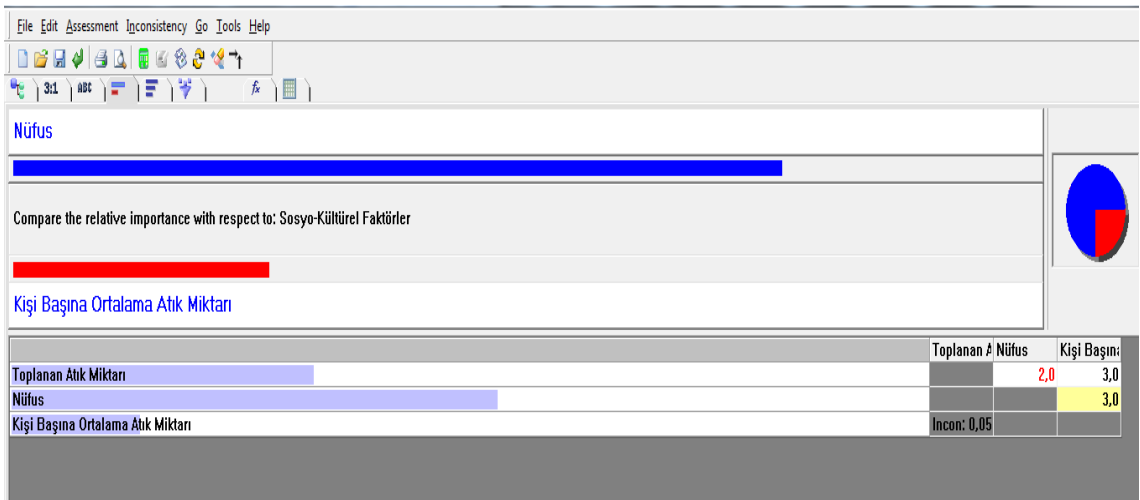 File Edit Assessment Inconsistency Go Tools Help
3:1 ABC fx
Nüfus
Compare the relative importance with respect to: Sosyo-Kültürel Faktörler
Kişi Başına Ortalama Atık Miktarı
Toplanan A Nüfus Kişi Başına
Toplanan Atık Miktarı 2,0 3,0
Nüfus 3,0
Kişi Başına Ortalama Atık Miktarı Incon: 0,05